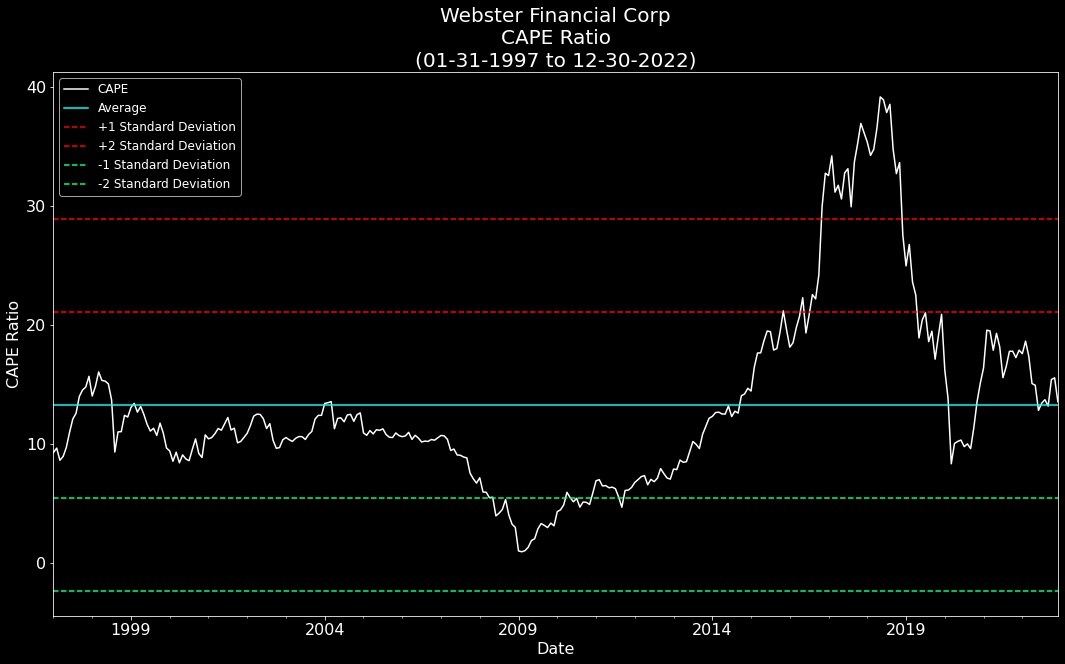 Webster Financial Corp
CAPE Ratio
(01-31-1997 to 12-30-2022)
CAPE
Average
+1 Standard Deviation
+2 Standard Deviation
-1 Standard Deviation
-2 Standard Deviation
40
30
20
10
0
CAPE Ratio
1999
2004
2009
2014
2019
Date